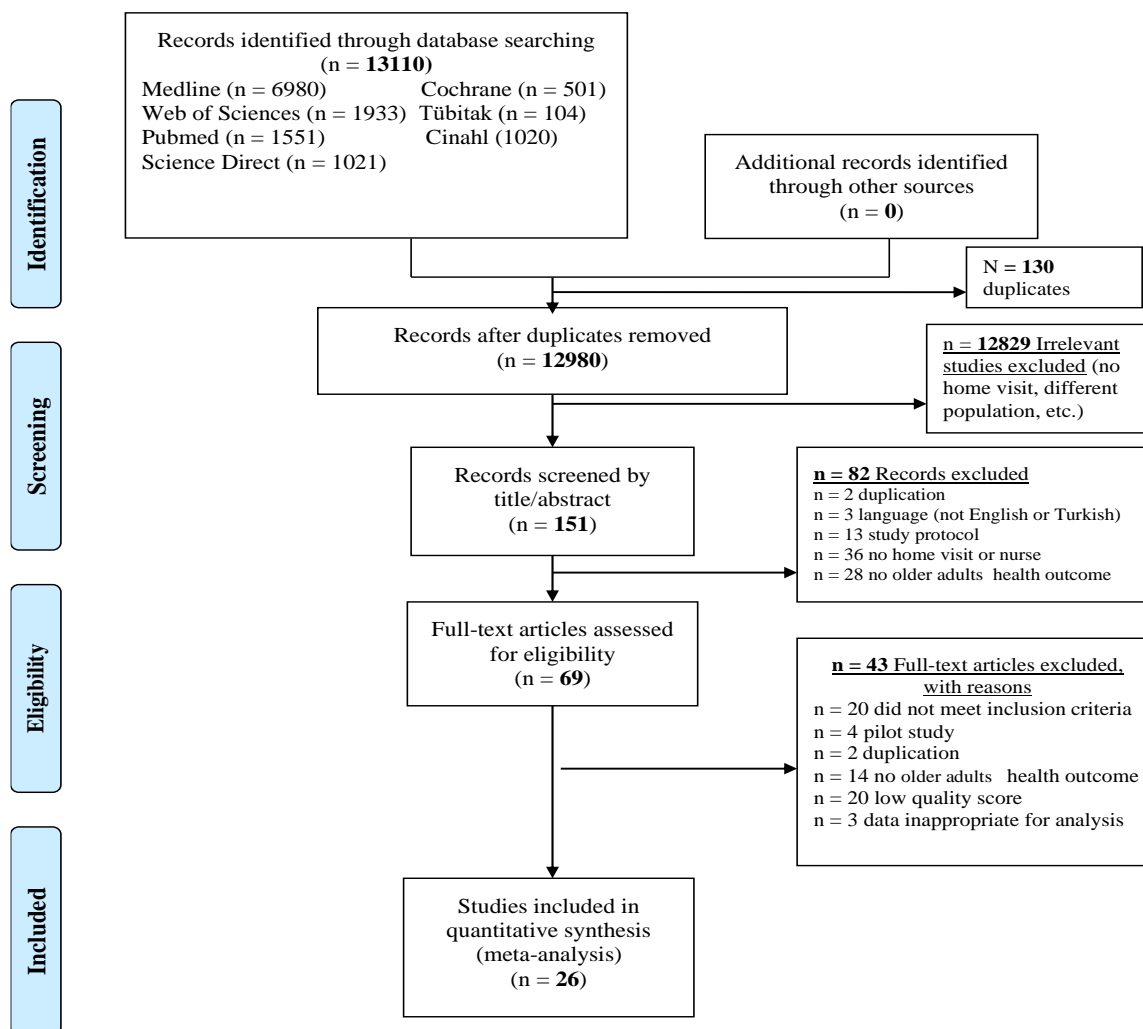 Records identified through database searching
(n = 13110)
Medline (n = 6980) Cochrane (n = 501)
Web of Sciences (n = 1933) Tübitak (n = 104)
Pubmed (n = 1551) Cinahl (1020)
Science Direct (n = 1021)
Additional records identified
through other sources
(n = 0)
Identification
N = 130
duplicates
Records after duplicates removed
(n = 12980)
n = 12829 Irrelevant
studies excluded (no
home visit, different
population, etc.)
Screening
Records screened by
title/abstract
(n = 151)
n = 82 Records excluded
n = 2 duplication
n = 3 language (not English or Turkish)
n = 13 study protocol
n = 36 no home visit or nurse
n = 28 no older adults health outcome
Eligibility
Full-text articles assessed
for eligibility
(n = 69)
n = 43 Full-text articles excluded,
with reasons
n = 20 did not meet inclusion criteria
n = 4 pilot study
n = 2 duplication
n = 14 no older adults health outcome
n = 20 low quality score
n = 3 data inappropriate for analysis
Included
Studies included in
quantitative synthesis
(meta-analysis)
(n = 26)